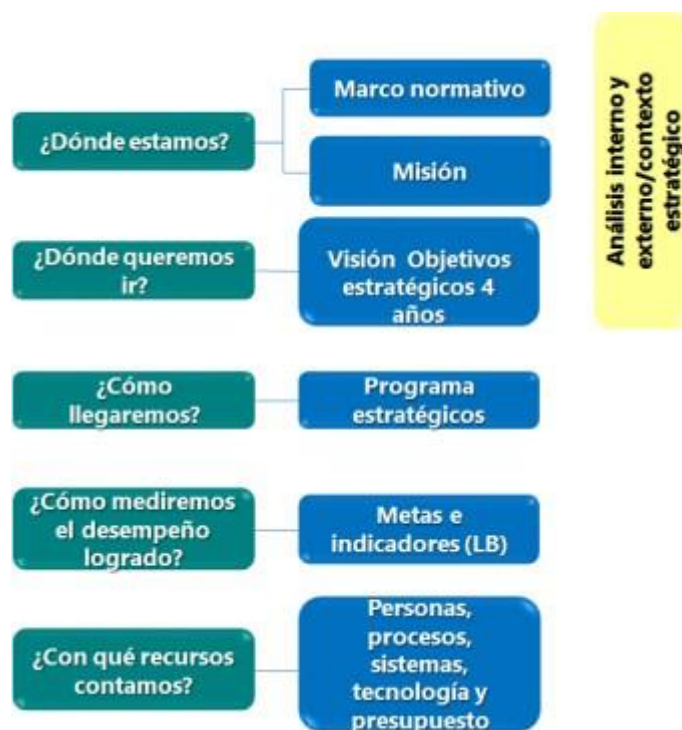 ¿Dónde estamos?
Marco normativo
Misión
¿Dónde queremos
ir?
Visión Objetivos
estratégicos 4
años
¿Cómo
llegaremos?
Programa
estratégicos
¿Cómo mediremos
el desempeño
logrado?
Metas e
indicadores (LB)
¿Con qué recursos
contamos?
Personas,
procesos,
sistemas,
tecnología y
presupuesto
Análisis interno y
externo/contexto
estratégico